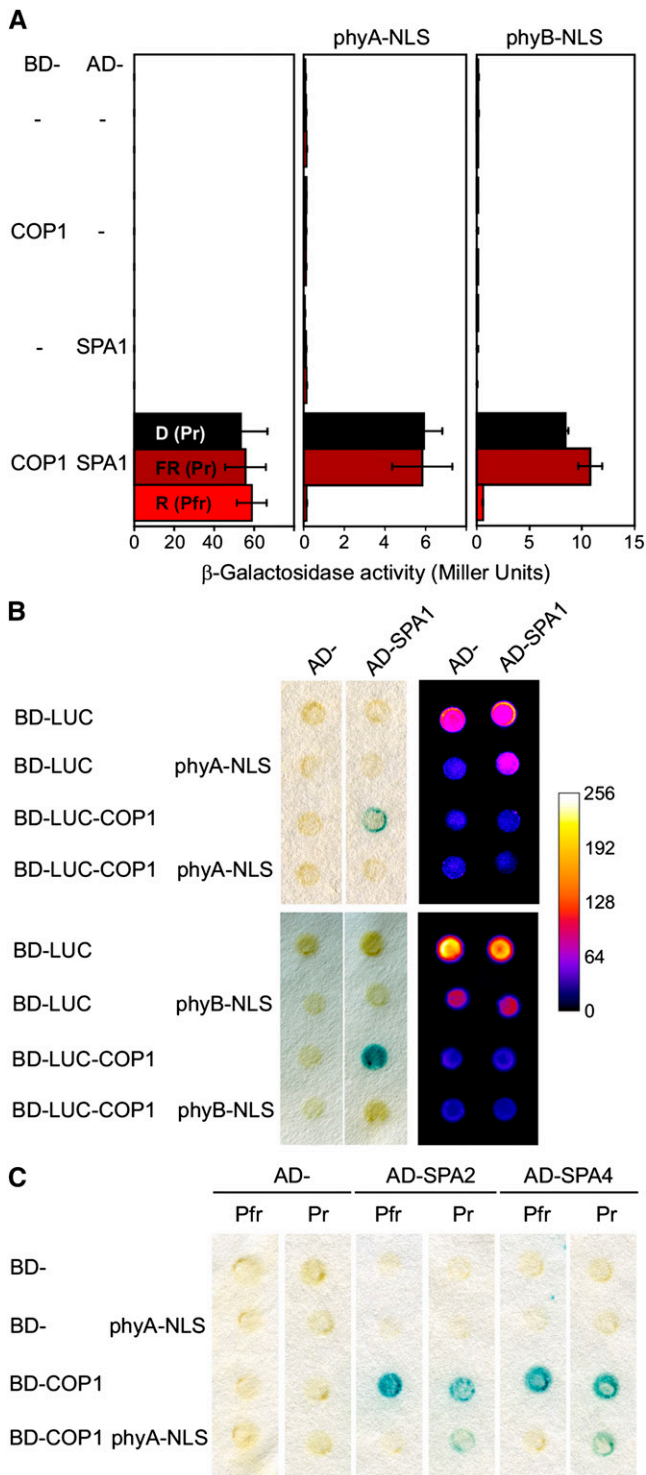 A
phyA-NLS phyB-NLS
BD- AD-
- -
COP1 -
- SPA1
COP1 SPA1
D (Pr)
FR (Pr)
R (Pfr)
0 20 40 60 0 2 4 6 0 5 10 15
β-Galactosidase activity (Miller Units)
B
AD- AD-SPA1 AD- AD-SPA1
BD-LUC
BD-LUC phyA-NLS
BD-LUC-COP1
BD-LUC-COP1 phyA-NLS
256
192
128
64
0
BD-LUC
BD-LUC phyB-NLS
BD-LUC-COP1
BD-LUC-COP1 phyB-NLS
C
AD- AD-SPA2 AD-SPA4
Pfr Pr Pfr Pr Pfr Pr
BD-
BD- phyA-NLS
BD-COP1
BD-COP1 phyA-NLS